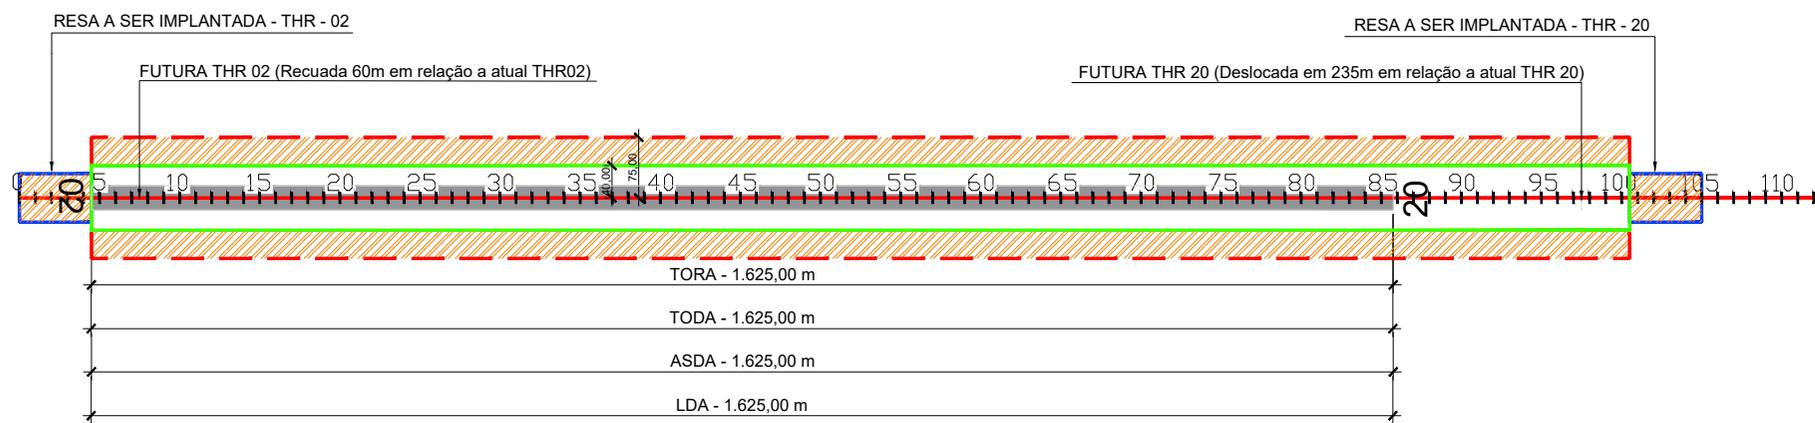 RESA A SER IMPLANTADA - THR - 02
RESA A SER IMPLANTADA - THR - 20
FUTURA THR 02 (Recuada 60m em relação a atual THR02)
FUTURA THR 20 (Deslocada em 235m em relação a atual THR 20)
75,00
40,00
0 5 10 15 20 25 30 35 40 45 50 55 60 65 70 75 80 85 90 95 100 105 110
02
20
TORA - 1.625,00 m
TODA - 1.625,00 m
ASDA - 1.625,00 m
LDA - 1.625,00 m